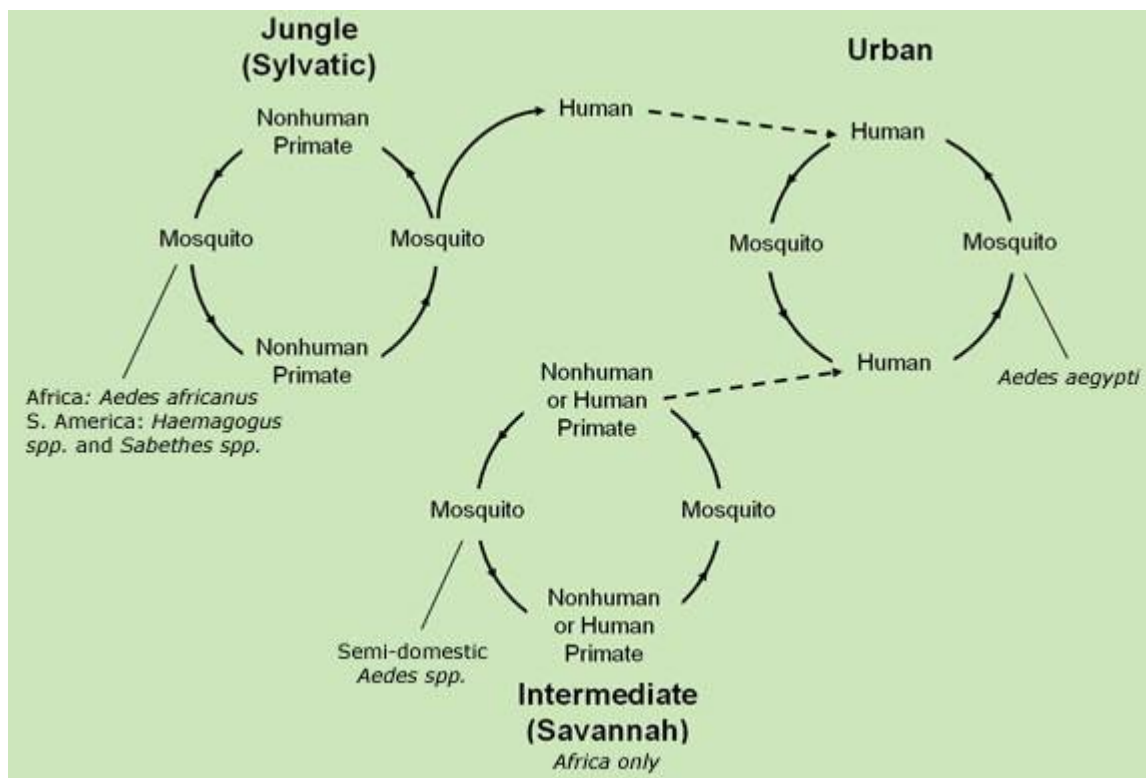 Jungle
(Sylvatic)
Nonhuman
Primate
Mosquito
Mosquito
Nonhuman
Primate
Africa: Aedes africanus
S. America: Haemagogus
spp. and Sabethes spp.
Human
Urban
Human
Mosquito
Mosquito
Human
Aedes aegypti
Nonhuman
or Human
Primate
Mosquito
Mosquito
Nonhuman
or Human
Primate
Semi-domestic
Aedes spp.
Intermediate
(Savannah)
Africa only